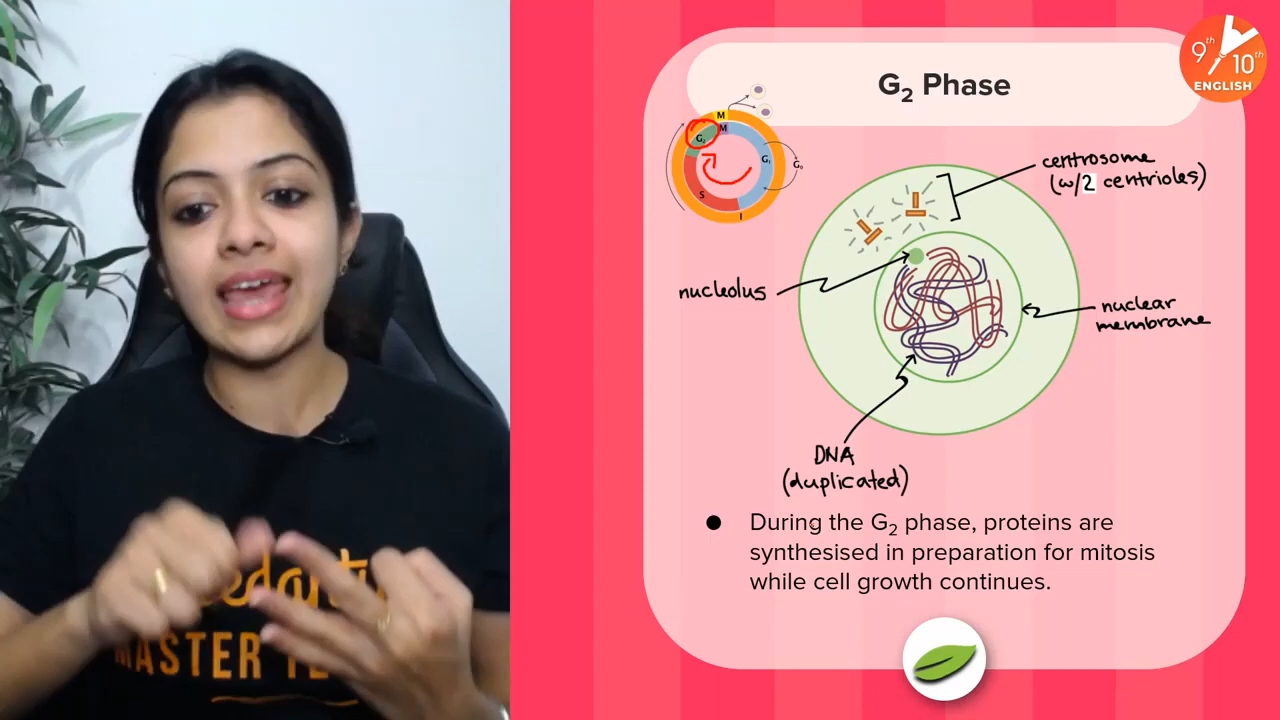 G₂ Phase
9th
10th
ENGLISH
M
M
G₂
G₁
G₀
S
I
centrosome
(w/2 centrioles)
nucleolus
nuclear
membrane
DNA
(duplicated)
During the G₂ phase, proteins are
synthesised in preparation for mitosis
while cell growth continues.
MASTER